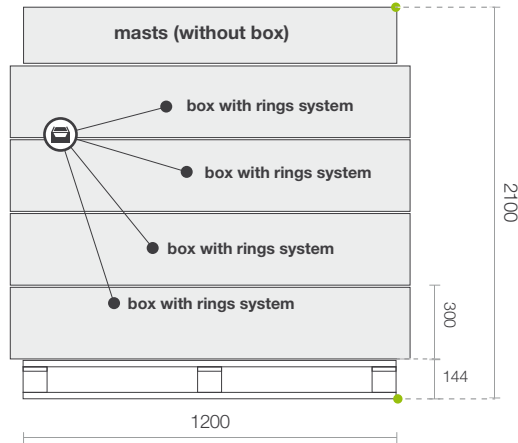 masts (without box)
box with rings system
box with rings system
box with rings system
box with rings system
2100
300
144
1200